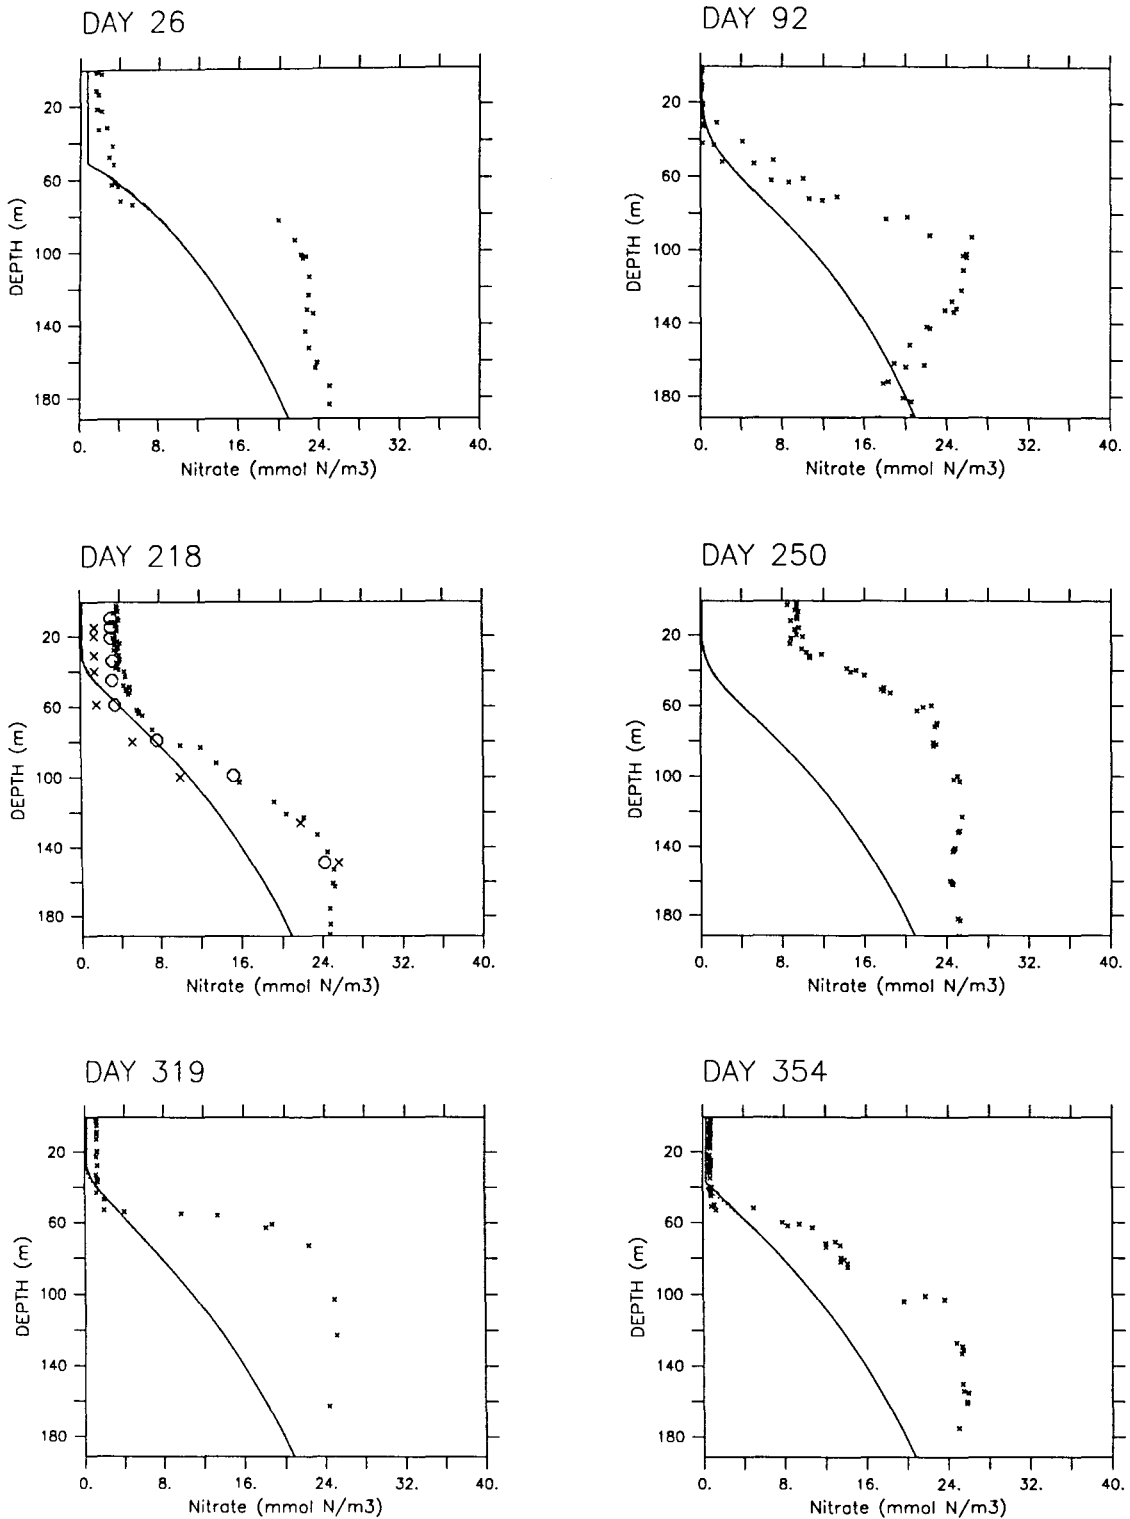 DAY 26
20
60
100
140
180
DEPTH (m)
0. 8. 16. 24. 32. 40.
Nitrate (mmol N/m3)
DAY 92
20
60
100
140
180
DEPTH (m)
0. 8. 16. 24. 32. 40.
Nitrate (mmol N/m3)
DAY 218
20
60
100
140
180
DEPTH (m)
0. 8. 16. 24. 32. 40.
Nitrate (mmol N/m3)
DAY 250
20
60
100
140
180
DEPTH (m)
0. 8. 16. 24. 32. 40.
Nitrate (mmol N/m3)
DAY 319
20
60
100
140
180
DEPTH (m)
0. 8. 16. 24. 32. 40.
Nitrate (mmol N/m3)
DAY 354
20
60
100
140
180
DEPTH (m)
0. 8. 16. 24. 32. 40.
Nitrate (mmol N/m3)